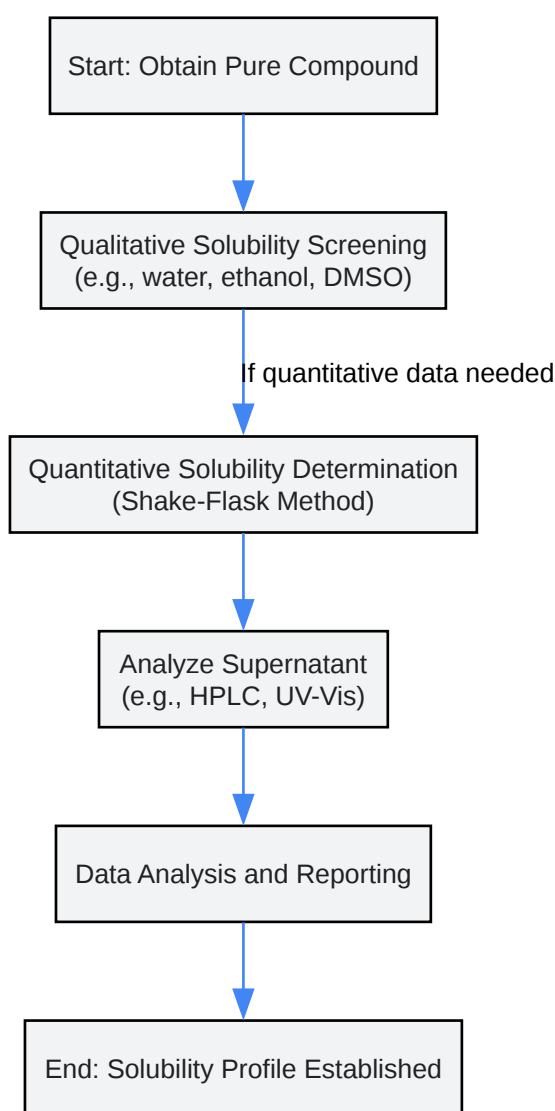 Start: Obtain Pure Compound
Qualitative Solubility Screening
(e.g., water, ethanol, DMSO)
If quantitative data needed
Quantitative Solubility Determination
(Shake-Flask Method)
Analyze Supernatant
(e.g., HPLC, UV-Vis)
Data Analysis and Reporting
End: Solubility Profile Established